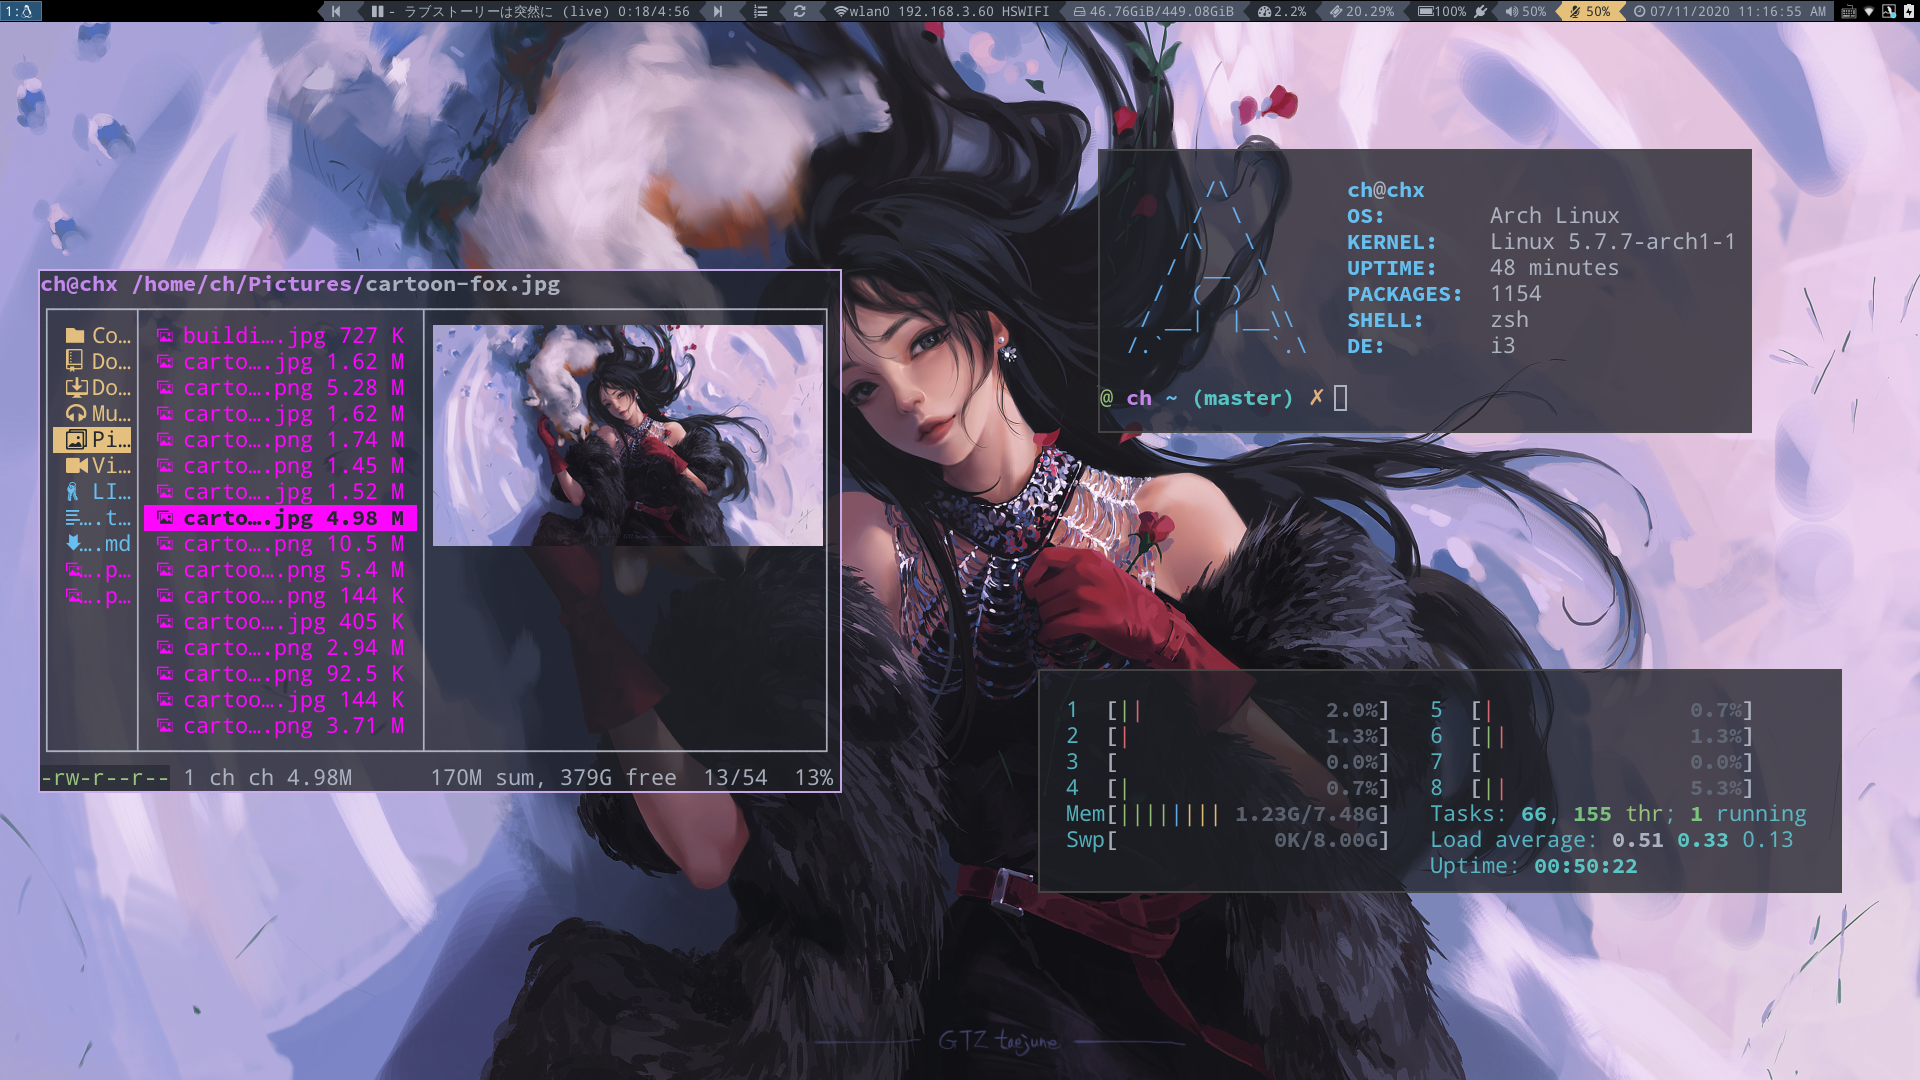 1:
- ラブストーリーは突然に (live) 0:18/4:56
wlan0 192.168.3.60 HSWIFI
46.76GiB/449.08GiB
2.2%
20.29%
100%
50%
50%
07/11/2020 11:16:55 AM
ch@chx /home/ch/Pictures/cartoon-fox.jpg
Co…
Do…
Do…
Mu…
Pi…
Vi…
LI…
….t…
….md
….p…
….p…
buildi….jpg 727 K
carto….jpg 1.62 M
carto….png 5.28 M
carto….jpg 1.62 M
carto….png 1.74 M
carto….png 1.45 M
carto….jpg 1.52 M
carto….jpg 4.98 M
carto….png 10.5 M
cartoo….png 5.4 M
cartoo….png 144 K
cartoo….jpg 405 K
carto….png 2.94 M
carto….png 92.5 K
cartoo….jpg 144 K
carto….png 3.71 M
-rw-r--r-- 1 ch ch 4.98M 170M sum, 379G free 13/54 13%
/\
/ \
/\ \
/ __ \
/ ( ) \
/ __| |__\\
/.` `.\
ch@chx
OS: Arch Linux
KERNEL: Linux 5.7.7-arch1-1
UPTIME: 48 minutes
PACKAGES: 1154
SHELL: zsh
DE: i3
@ ch ~ (master) ✗
1 [|| 2.0%]
2 [| 1.3%]
3 [ 0.0%]
4 [| 0.7%]
Mem[|||||||| 1.23G/7.48G]
Swp[ 0K/8.00G]
5 [| 0.7%]
6 [|| 1.3%]
7 [ 0.0%]
8 [|| 5.3%]
Tasks: 66, 155 thr; 1 running
Load average: 0.51 0.33 0.13
Uptime: 00:50:22
GTZ taejune